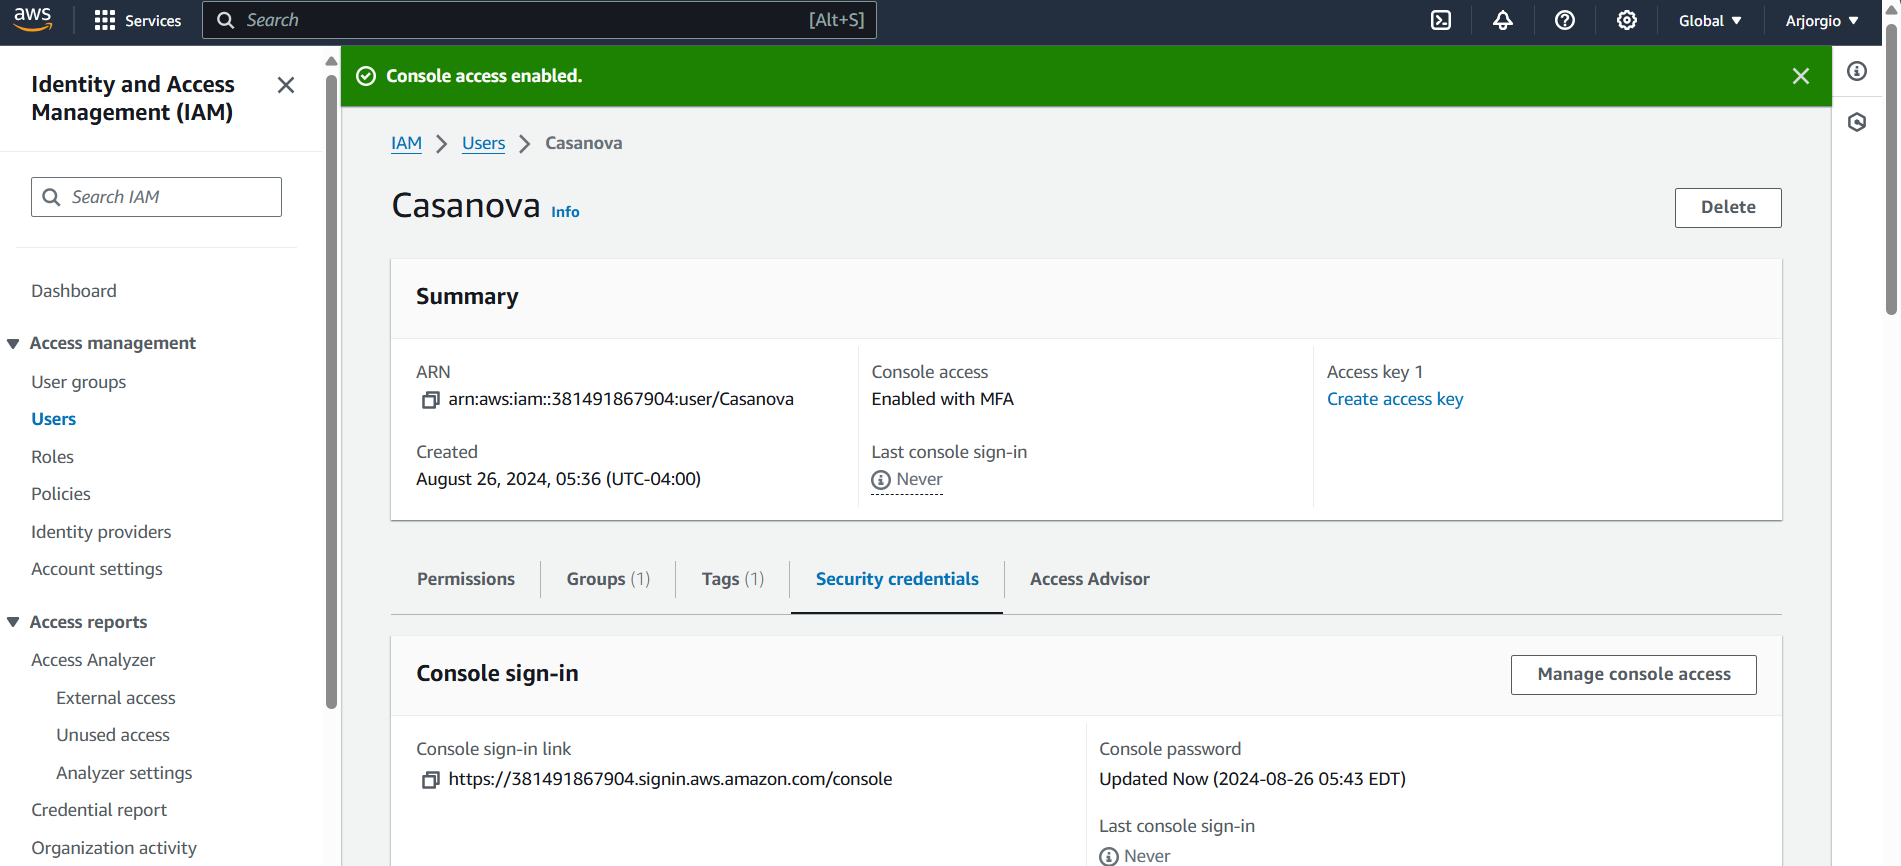 aws
Services
Search
[Alt+S]
Global
Arjorgio
Identity and Access
Management (IAM)
Search IAM
Dashboard
Access management
User groups
Users
Roles
Policies
Identity providers
Account settings
Access reports
Access Analyzer
External access
Unused access
Analyzer settings
Credential report
Organization activity
Console access enabled.
IAM
Users
Casanova
Casanova Info
Delete
Summary
ARN
arn:aws:iam::381491867904:user/Casanova
Console access
Enabled with MFA
Access key 1
Create access key
Created
August 26, 2024, 05:36 (UTC-04:00)
Last console sign-in
Never
Permissions
Groups (1)
Tags (1)
Security credentials
Access Advisor
Console sign-in
Manage console access
Console sign-in link
https://381491867904.signin.aws.amazon.com/console
Console password
Updated Now (2024-08-26 05:43 EDT)
Last console sign-in
Never